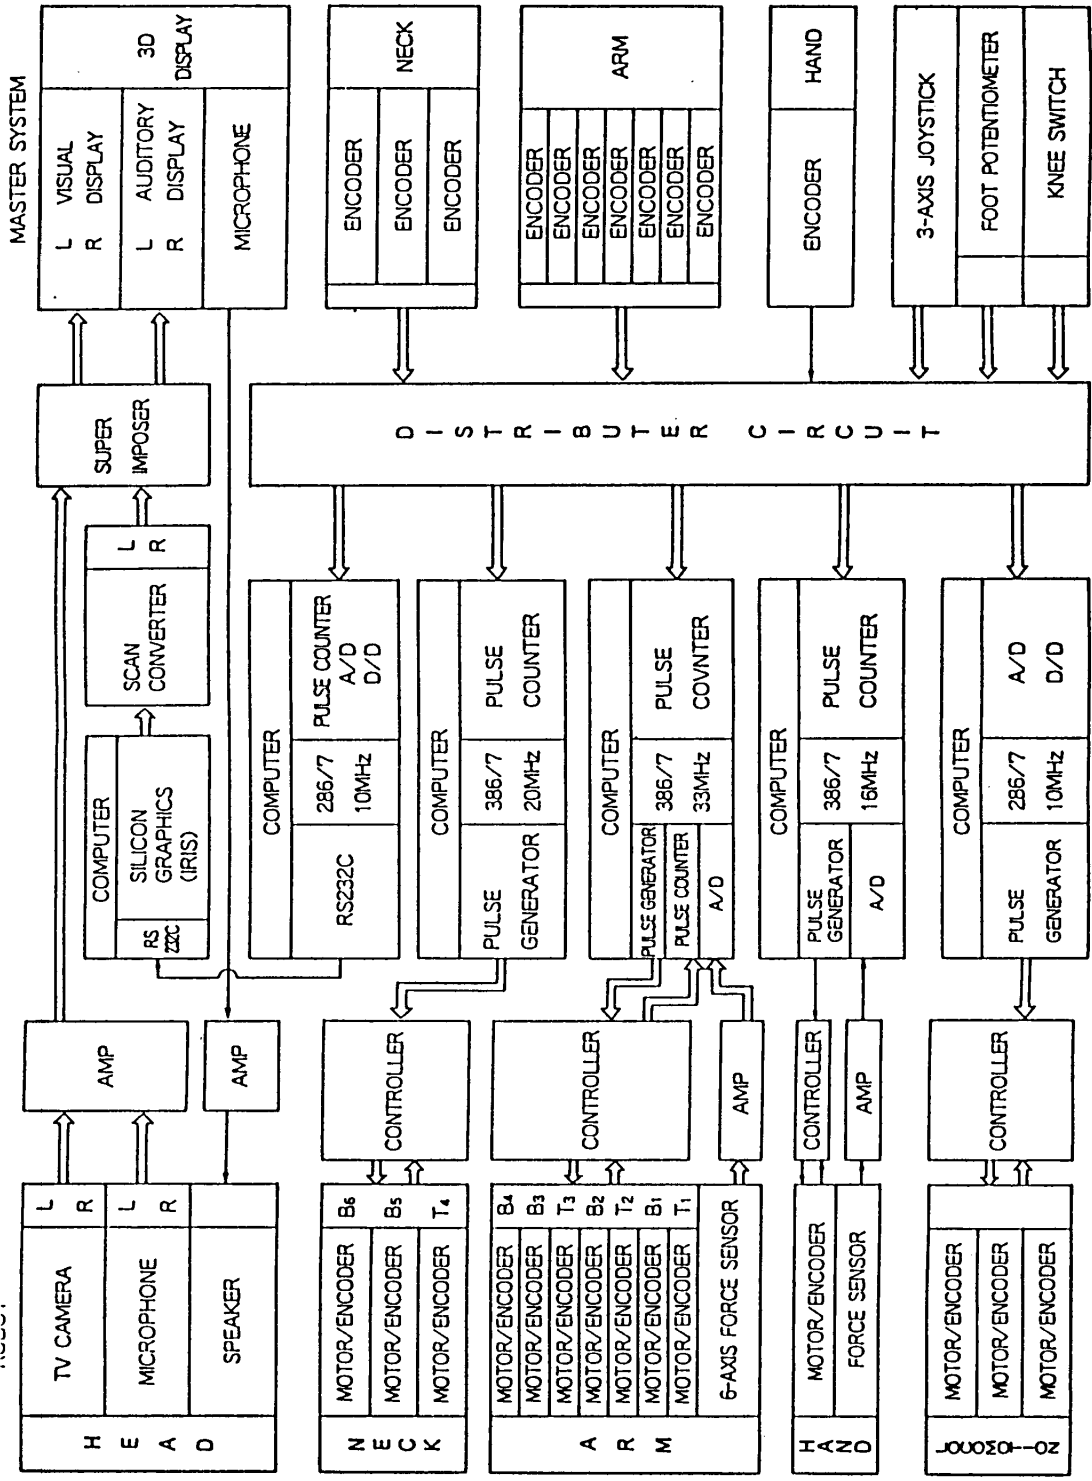 MASTER SYSTEM
L VISUAL
R DISPLAY
L AUDITORY
R DISPLAY
3D
DISPLAY
MICROPHONE
NECK
ENCODER
ENCODER
ENCODER
ARM
ENCODER
ENCODER
ENCODER
ENCODER
ENCODER
ENCODER
ENCODER
HAND
ENCODER
3-AXIS JOYSTICK
FOOT POTENTIOMETER
KNEE SWITCH
SUPER
IMPOSER
DISTRIBUTER CIRCUIT
L
R
SCAN
CONVERTER
COMPUTER
SILICON
GRAPHICS
(IRIS)
RS
232C
COMPUTER
PULSE COUNTER
A/D
D/D
286/7
10MHz
RS232C
COMPUTER
PULSE
COUNTER
386/7
20MHz
PULSE
GENERATOR
COMPUTER
PULSE
COVNTER
386/7
33MHz
PULSE GENERATOR
PULSE COUNTER
A/D
COMPUTER
PULSE
COUNTER
386/7
16MHz
PULSE
GENERATOR
A/D
COMPUTER
A/D
D/D
286/7
10MHz
PULSE
GENERATOR
AMP
AMP
CONTROLLER
CONTROLLER
AMP
CONTROLLER
AMP
CONTROLLER
HEAD
TV CAMERA
L
R
MICROPHONE
L
R
SPEAKER
NECK
MOTOR/ENCODER B6
MOTOR/ENCODER B5
MOTOR/ENCODER T4
ARM
MOTOR/ENCODER B4
MOTOR/ENCODER B3
MOTOR/ENCODER T3
MOTOR/ENCODER B2
MOTOR/ENCODER T2
MOTOR/ENCODER B1
MOTOR/ENCODER T1
6-AXIS FORCE SENSOR
HAND
MOTOR/ENCODER
FORCE SENSOR
LOCOMOTION
MOTOR/ENCODER
MOTOR/ENCODER
MOTOR/ENCODER